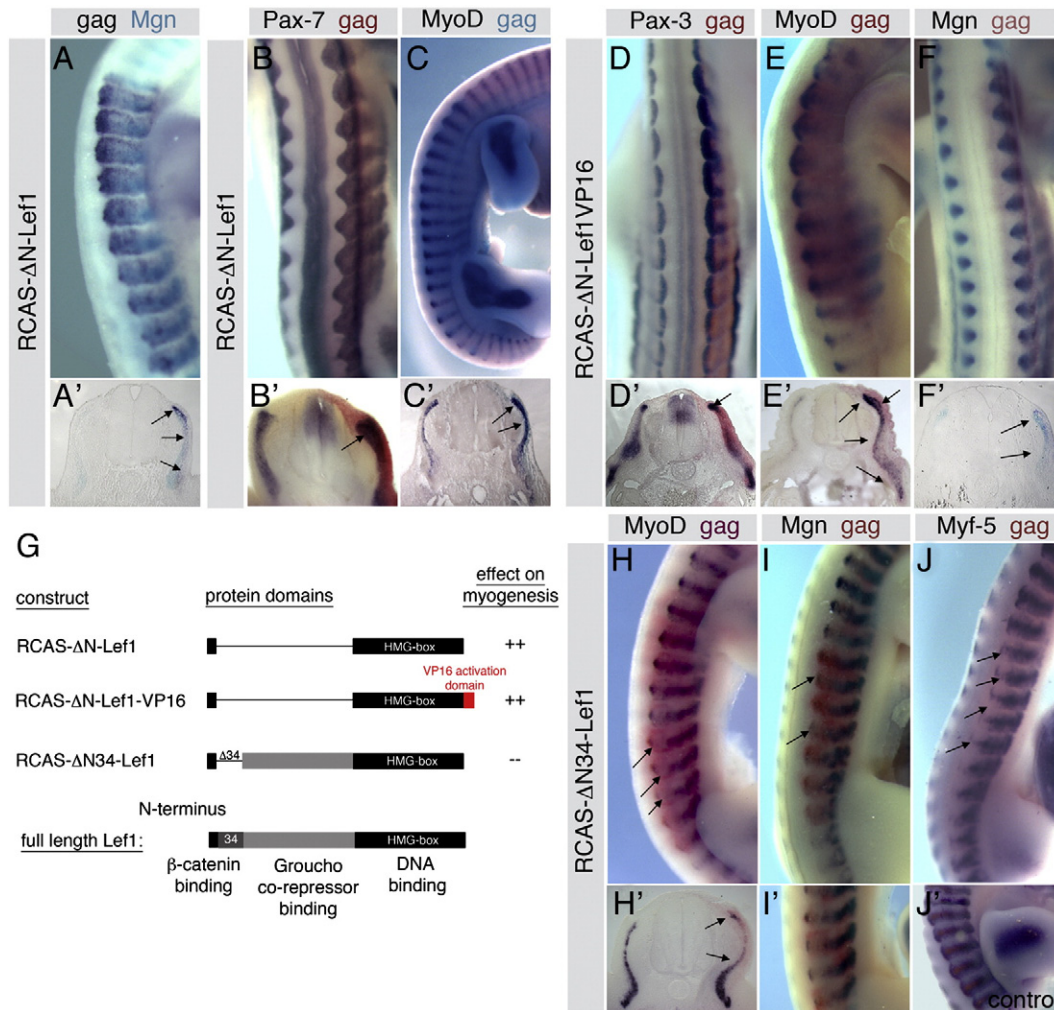 gag Mgn
Pax-7 gag
MyoD gag
Pax-3 gag
MyoD gag
Mgn gag
RCAS-ΔN-Lef1
A
A'
RCAS-ΔN-Lef1
B
C
B'
C'
RCAS-ΔN-Lef1VP16
D
E
F
D'
E'
F'
G
construct
protein domains
effect on
myogenesis
RCAS-ΔN-Lef1
HMG-box
++
VP16 activation
domain
RCAS-ΔN-Lef1-VP16
HMG-box
++
RCAS-ΔN34-Lef1
Δ34
HMG-box
--
N-terminus
full length Lef1:
34
HMG-box
β-catenin
binding
Groucho
co-repressor
binding
DNA
binding
MyoD gag
Mgn gag
Myf-5 gag
RCAS-ΔN34-Lef1
H
I
J
H'
I'
J'
contro